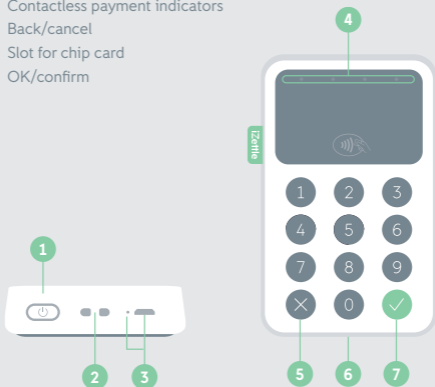 Contactless payment indicators
Back/cancel
Slot for chip card
OK/confirm
4
iZettle
1 2 3
4 5 6
7 8 9
0
1
2 3
5 6 7